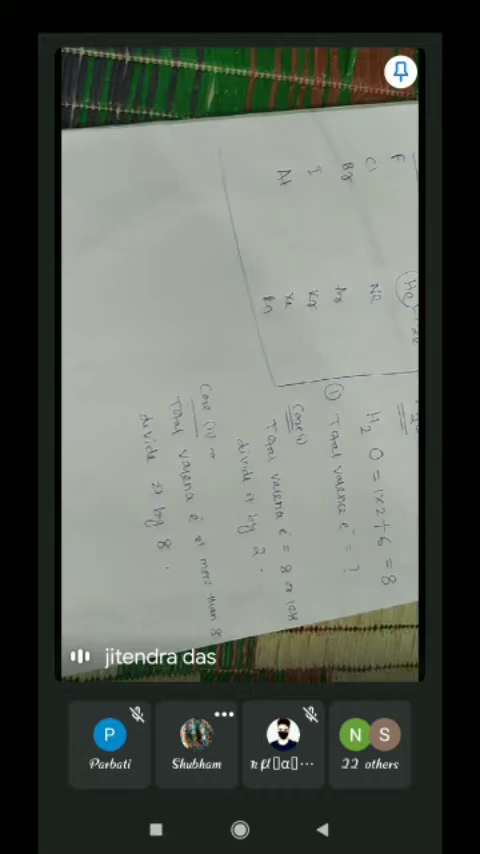 F
Cl
Br
I
At
He
Ne
Ar
Kr
Xe
Rn
H₂O = 1×2+6 = 8
① Total valence e⁻ = ?
Case (i)
Total valence e⁻ = 8 or less
divide it by 2.
Case (ii)
Total valence e⁻ is more than 8
divide it by 8.
jitendra das
P
Parbati
Shubham
N S
22 others